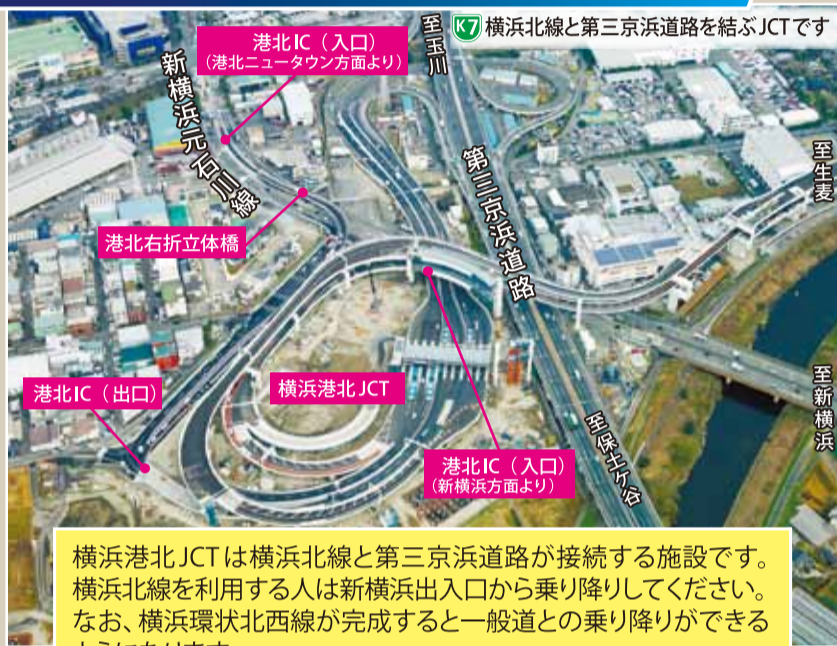 K7 横浜北線と第三京浜道路を結ぶJCTです
至玉川
港北IC（入口）
（港北ニュータウン方面より）
新横浜元石川線
第三京浜道路
至生麦
港北右折立体橋
港北IC（出口）
横浜港北JCT
港北IC（入口）
（新横浜方面より）
至保土ケ谷
至新横浜
横浜港北JCTは横浜北線と第三京浜道路が接続する施設です。
横浜北線を利用する人は新横浜出入口から乗り降りしてください。
なお、横浜環状北西線が完成すると一般道との乗り降りができる
ようになります